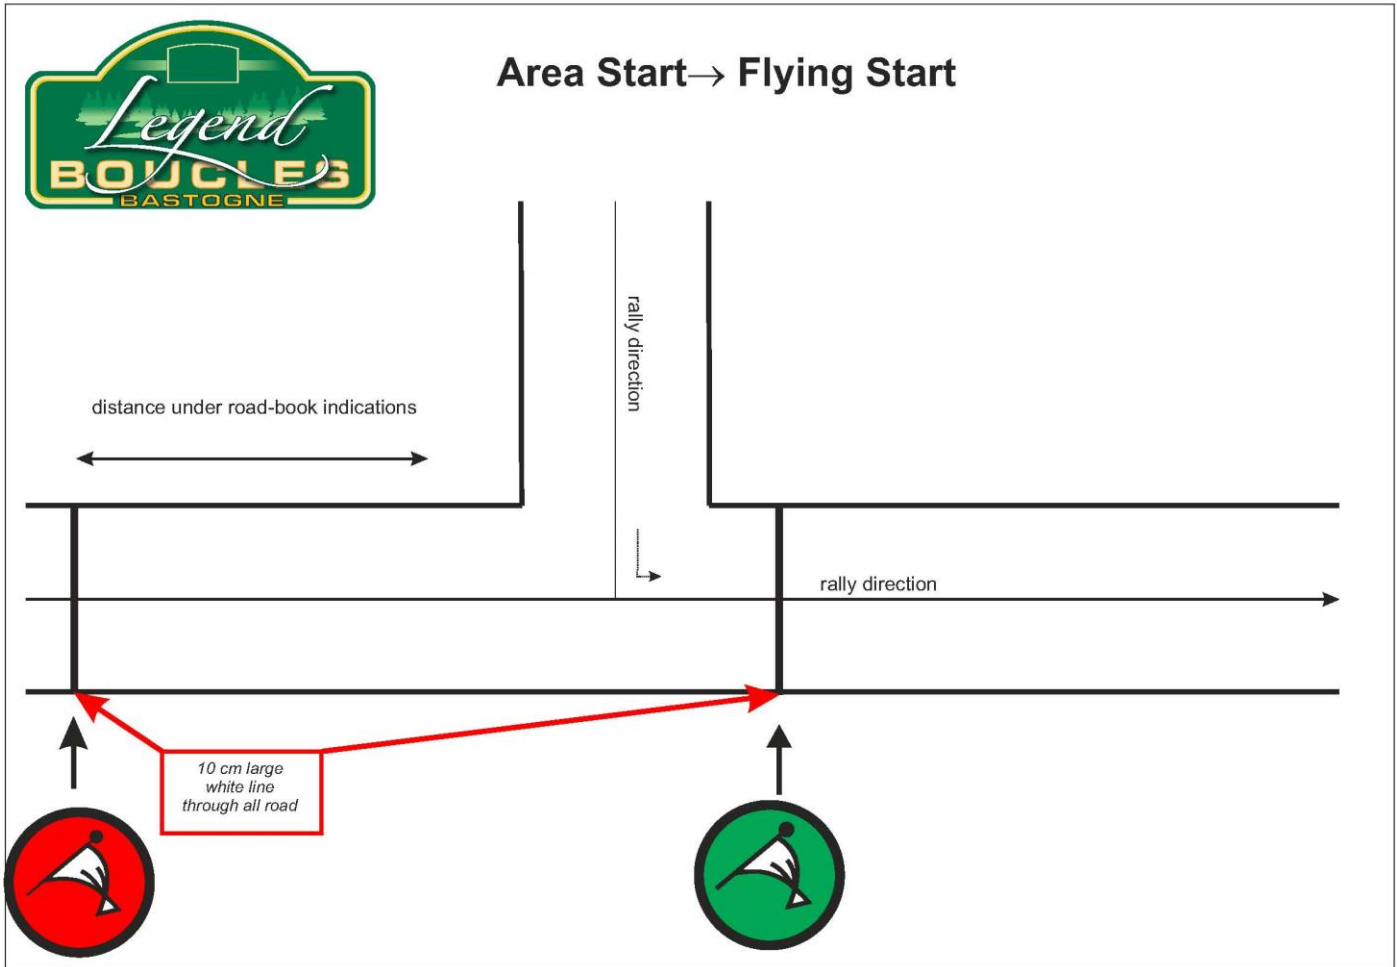 Legend
BOUCLES
BASTOGNE
Area Start→ Flying Start
rally direction
distance under road-book indications
rally direction
10 cm large
white line
through all road